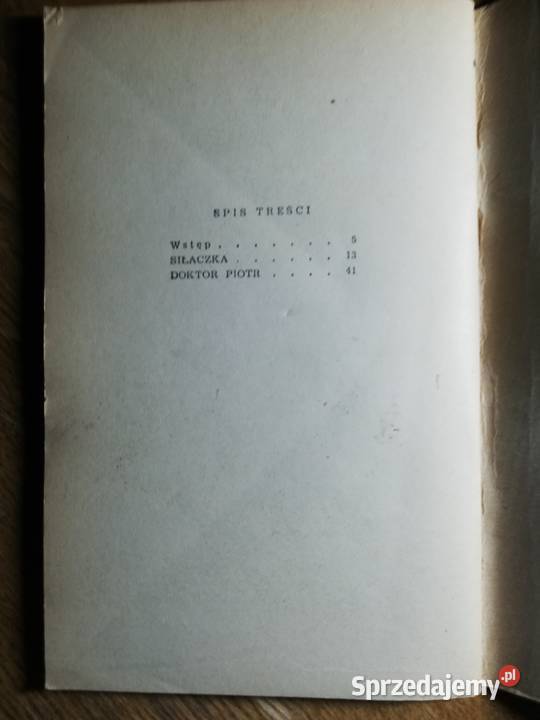 SPIS TREŚCI
Wstęp . . . . . . . 5
SIŁACZKA . . . . . . 13
DOKTOR PIOTR . . . . 41
Sprzedajemy.pl